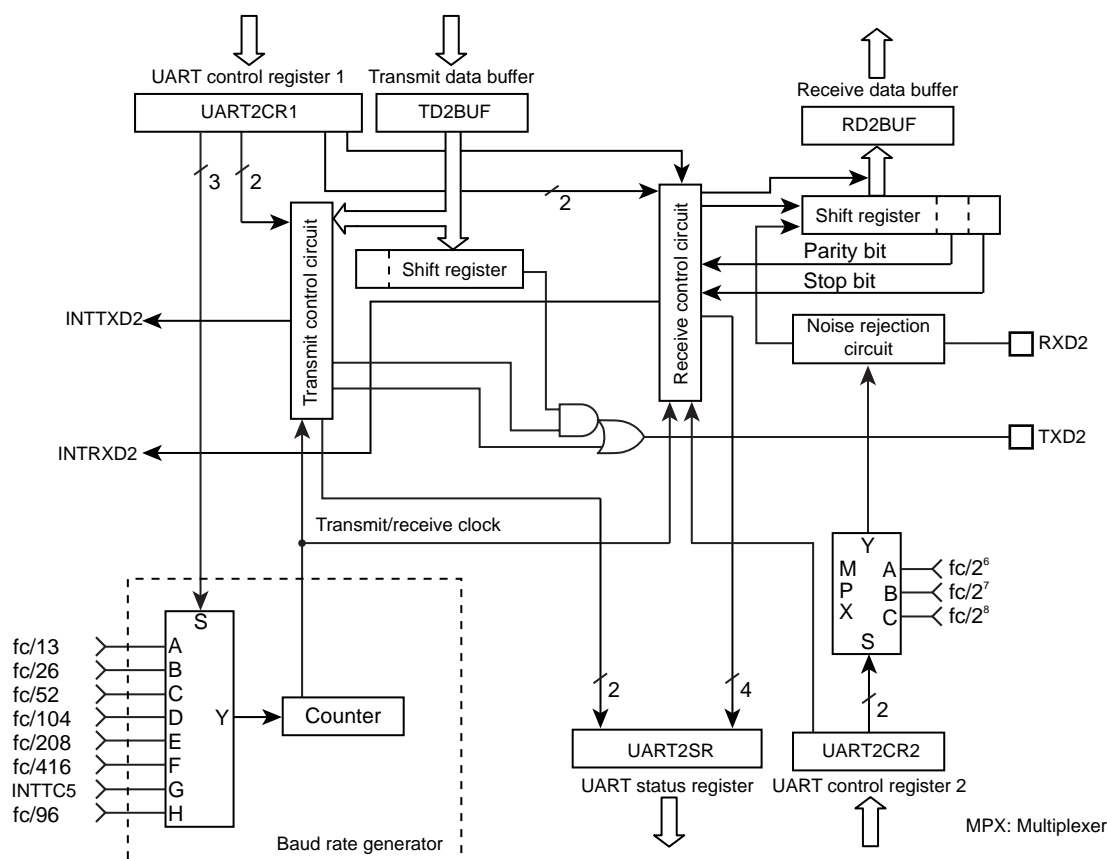 UART control register 1
Transmit data buffer
Receive data buffer
UART2CR1
TD2BUF
RD2BUF
3
2
2
Transmit control circuit
Shift register
Receive control circuit
Shift register
Parity bit
Stop bit
INTTXD2
Noise rejection
circuit
RXD2
INTRXD2
TXD2
Transmit/receive clock
Y
M
P
X
A
B
C
S
fc/2⁶
fc/2⁷
fc/2⁸
S
fc/13
A
fc/26
B
fc/52
C
fc/104
D
fc/208
E
fc/416
F
INTTC5
G
fc/96
H
Y
Counter
2
4
2
UART2SR
UART2CR2
UART status register
UART control register 2
Baud rate generator
MPX: Multiplexer